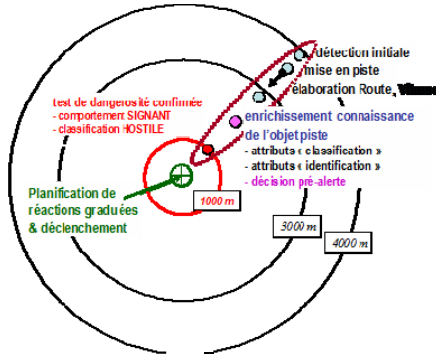 détection initiale
mise en piste
élaboration Route,
test de dangerosité confirmée
- comportement SIGNANT
- classification HOSTILE
enrichissement connaissance
de l'objet piste
- attributs « classification »
- attributs « identification »
- décision pré-alerte
Planification de
réactions graduées
& déclenchement
1000 m
3000 m
4000 m